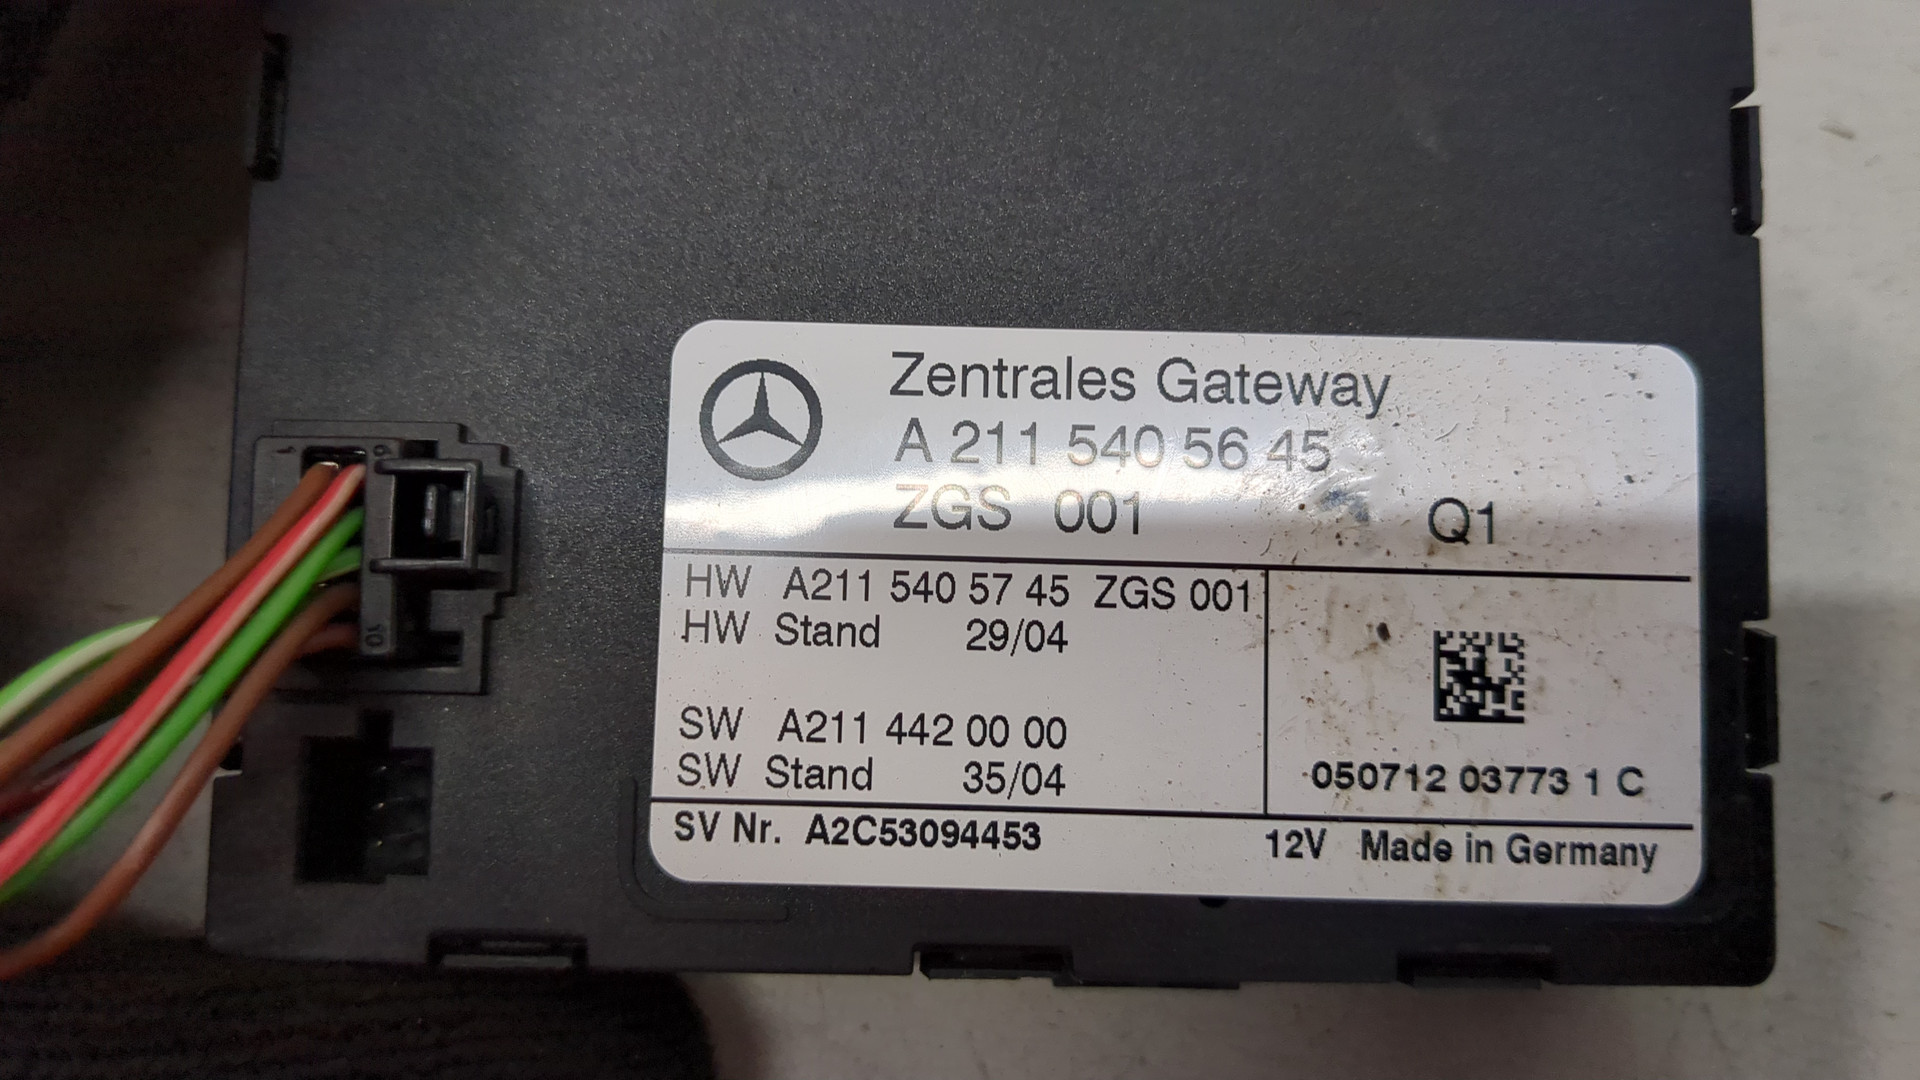 Zentrales Gateway
A 211 540 56 45
ZGS 001 Q1
HW A211 540 57 45 ZGS 001
HW Stand 29/04
SW A211 442 00 00
SW Stand 35/04
050712 03773 1 C
SV Nr. A2C53094453 12V Made in Germany
10